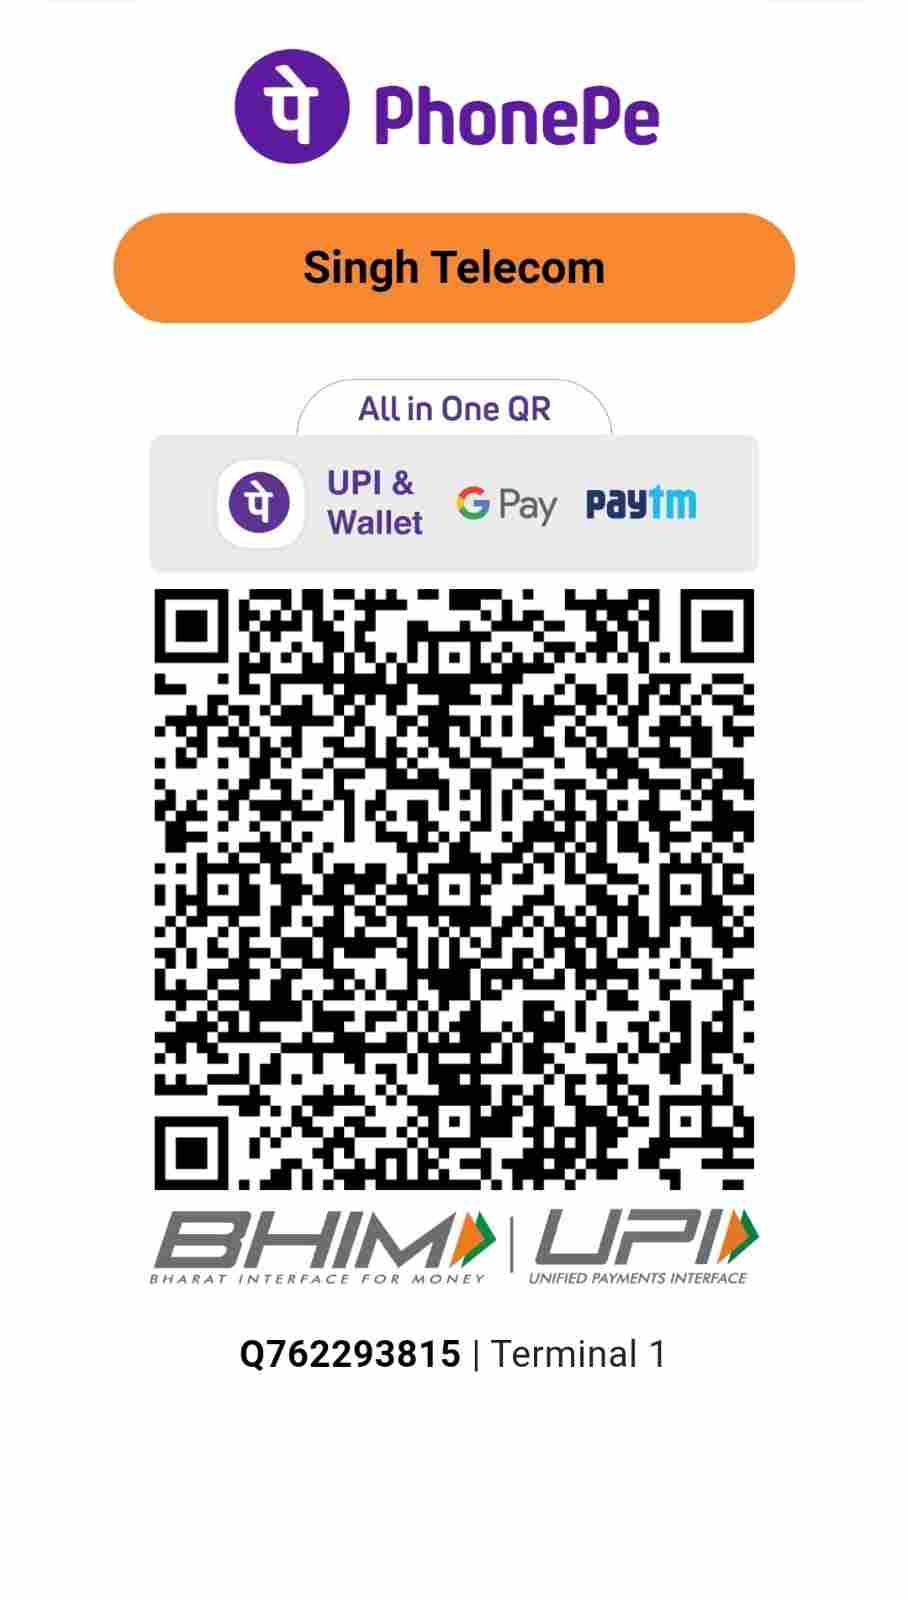 पे PhonePe
Singh Telecom
All in One QR
पे UPI & Wallet G Pay paytm
BHIM | UPI
BHARAT INTERFACE FOR MONEY UNIFIED PAYMENTS INTERFACE
Q762293815 | Terminal 1